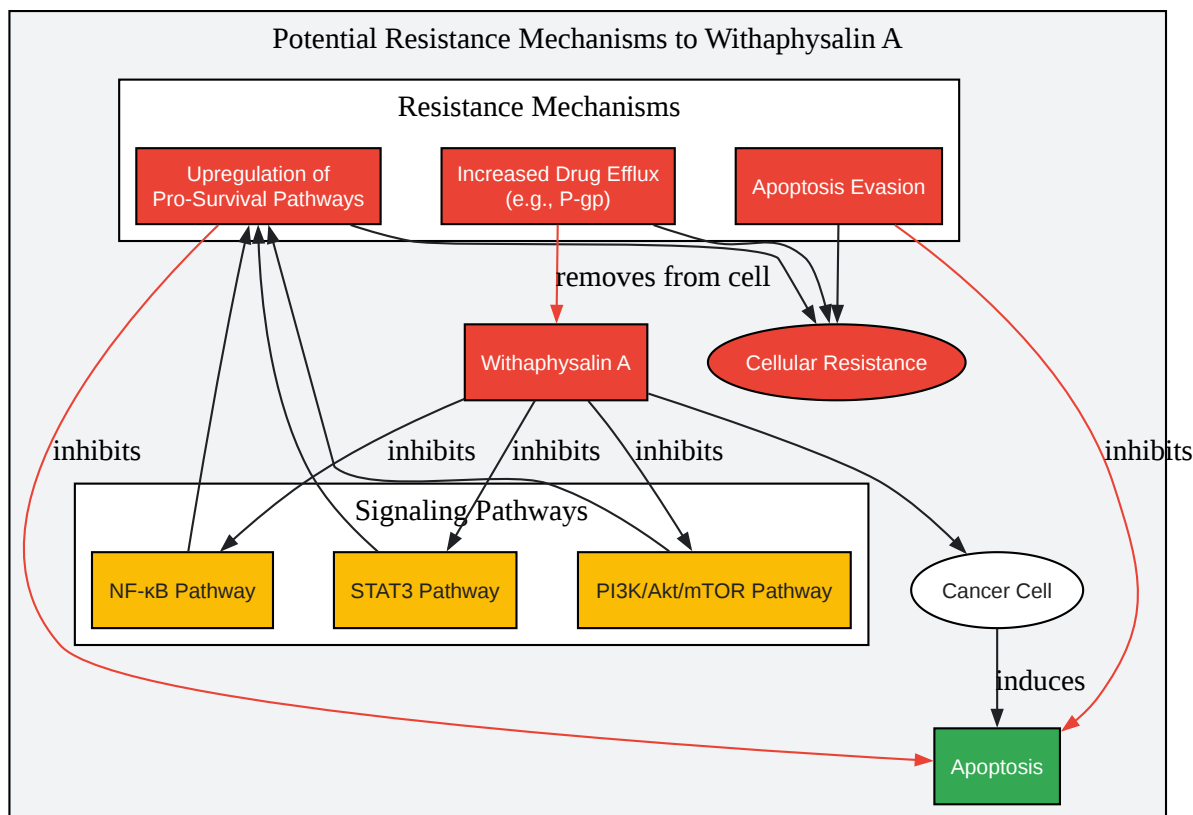 Potential Resistance Mechanisms to Withaphysalin A
Resistance Mechanisms
Upregulation of
Pro-Survival Pathways
Increased Drug Efflux
(e.g., P-gp)
Apoptosis Evasion
removes from cell
Withaphysalin A
Cellular Resistance
inhibits
inhibits
inhibits
inhibits
inhibits
Signaling Pathways
NF-κB Pathway
STAT3 Pathway
PI3K/Akt/mTOR Pathway
Cancer Cell
induces
Apoptosis